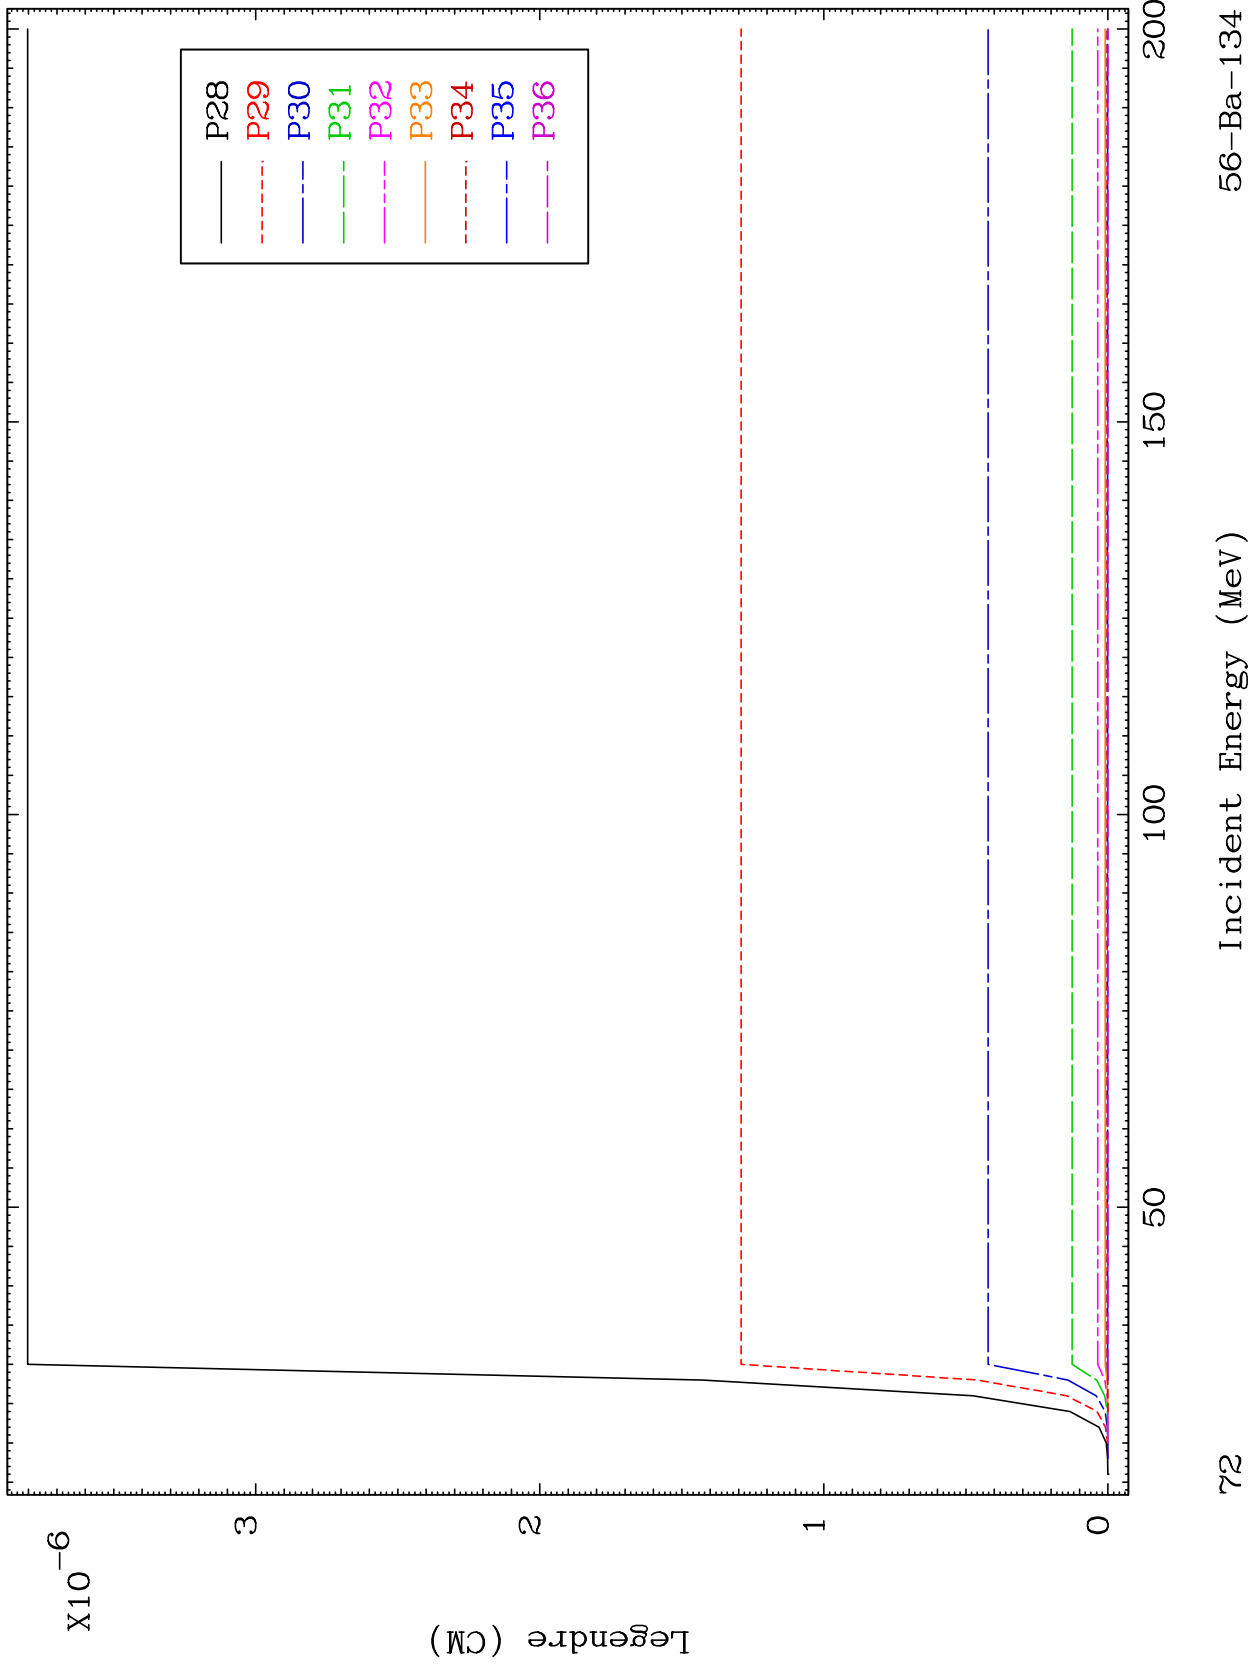 X10-6
Legendre (CM)
3
2
1
0
P28
P29
P30
P31
P32
P33
P34
P35
P36
50
100
150
200
Incident Energy (MeV)
72
56-Ba-134